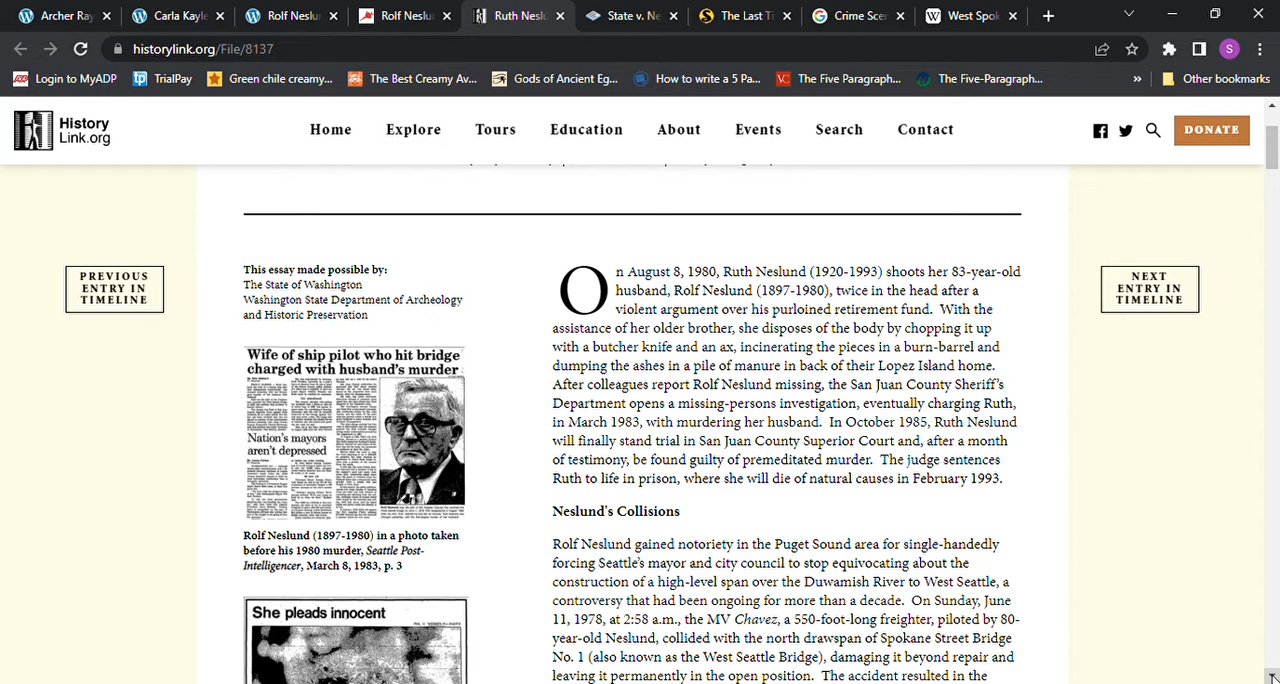 Archer Ray
Carla Kayle
Rolf Neslu
Rolf Neslu
Ruth Neslu
State v. Ne
The Last Ti
Crime Scer
West Spok
historylink.org/File/8137
S
Login to MyADP
TrialPay
Green chile creamy...
The Best Creamy Av...
Gods of Ancient Eg...
How to write a 5 Pa...
The Five Paragraph...
The Five-Paragraph...
»
Other bookmarks
History
Link.org
Home
Explore
Tours
Education
About
Events
Search
Contact
DONATE
PREVIOUS
ENTRY IN
TIMELINE
This essay made possible by:
The State of Washington
Washington State Department of Archeology
and Historic Preservation
Wife of ship pilot who hit bridge
charged with husband's murder
Nation's mayors
aren't depressed
Rolf Neslund (1897-1980) in a photo taken
before his 1980 murder, Seattle Post-
Intelligencer, March 8, 1983, p. 3
She pleads innocent
On August 8, 1980, Ruth Neslund (1920-1993) shoots her 83-year-old
husband, Rolf Neslund (1897-1980), twice in the head after a
violent argument over his purloined retirement fund. With the
assistance of her older brother, she disposes of the body by chopping it up
with a butcher knife and an ax, incinerating the pieces in a burn-barrel and
dumping the ashes in a pile of manure in back of their Lopez Island home.
After colleagues report Rolf Neslund missing, the San Juan County Sheriff's
Department opens a murder investigation, eventually charging Ruth,
in March 1983, with murdering her husband. In October 1985, Ruth Neslund
will finally stand trial in San Juan County Superior Court and, after a month
of testimony, be found guilty of premeditated murder. The judge sentences
Ruth to life in prison, where she will die of natural causes in February 1993.
Neslund's Collisions
Rolf Neslund gained notoriety in the Puget Sound area for single-handedly
forcing Seattle's mayor and city council to stop equivocating about the
construction of a high-level span over the Duwamish River to West Seattle, a
controversy that had been ongoing for more than a decade. On Sunday, June
11, 1978, at 2:58 a.m., the MV Chavez, a 550-foot-long freighter, piloted by 80-
year-old Neslund, collided with the north drawspan of Spokane Street Bridge
No. 1 (also known as the West Seattle Bridge), damaging it beyond repair and
leaving it permanently in the open position. The accident resulted in the
NEXT
ENTRY IN
TIMELINE